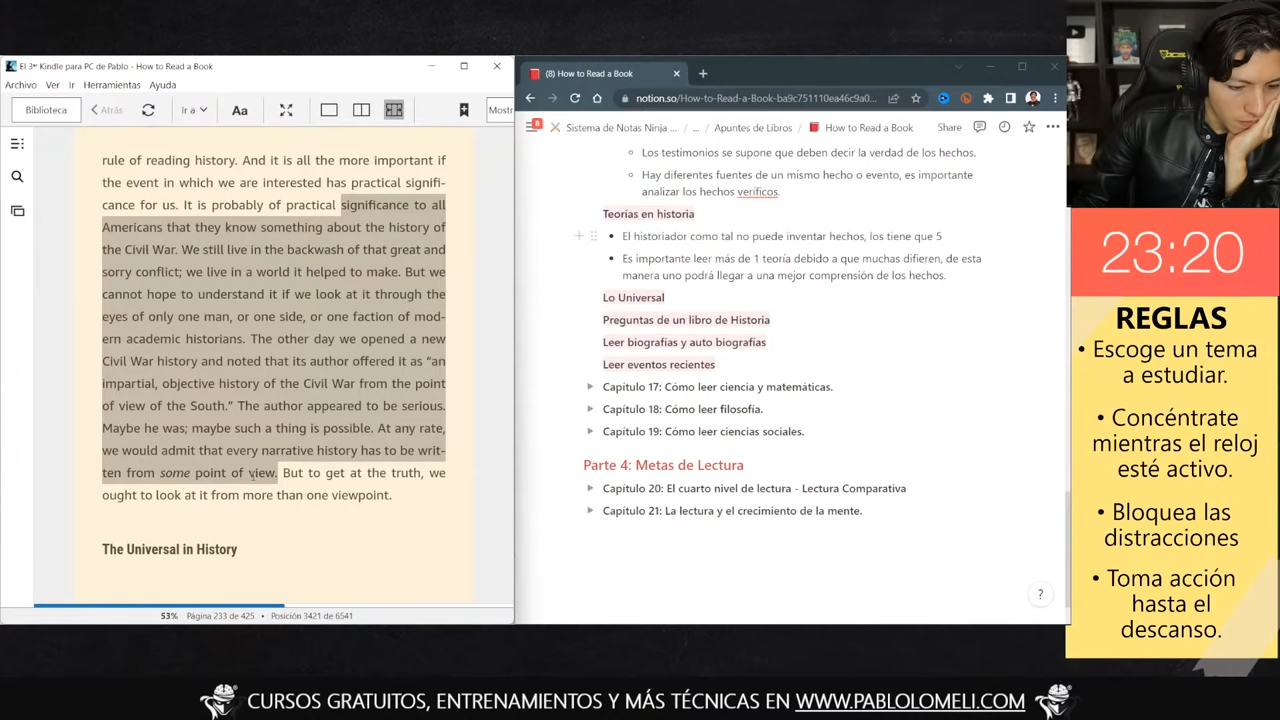 El 3er Kindle para PC de Pablo - How to Read a Book
Archivo Ver Ir Herramientas Ayuda
Biblioteca Atrás Ir a Aa Mostr
rule of reading history. And it is all the more important if
the event in which we are interested has practical signifi-
cance for us. It is probably of practical significance to all
Americans that they know something about the history of
the Civil War. We still live in the backwash of that great and
sorry conflict; we live in a world it helped to make. But we
cannot hope to understand it if we look at it through the
eyes of only one man, or one side, or one faction of mod-
ern academic historians. The other day we opened a new
Civil War history and noted that its author offered it as “an
impartial, objective history of the Civil War from the point
of view of the South.” The author appeared to be serious.
Maybe he was; maybe such a thing is possible. At any rate,
we would admit that every narrative history has to be writ-
ten from some point of view. But to get at the truth, we
ought to look at it from more than one viewpoint.
The Universal in History
53% Página 233 de 425 • Posición 3421 de 6541
(8) How to Read a Book
notion.so/How-to-Read-a-Book-ba9c751110ea46c9a0...
8 Sistema de Notas Ninja ... / ... / Apuntes de Libros / How to Read a Book Share
Los testimonios se supone que deben decir la verdad de los hechos.
Hay diferentes fuentes de un mismo hecho o evento, es importante
analizar los hechos veríficos.
Teorías en historia
• El historiador como tal no puede inventar hechos, los tiene que 5
• Es importante leer más de 1 teoría debido a que muchas difieren, de esta
manera uno podrá llegar a una mejor comprensión de los hechos.
Lo Universal
Preguntas de un libro de Historia
Leer biografías y auto biografías
Leer eventos recientes
Capítulo 17: Cómo leer ciencia y matemáticas.
Capítulo 18: Cómo leer filosofía.
Capítulo 19: Cómo leer ciencias sociales.
Parte 4: Metas de Lectura
Capítulo 20: El cuarto nivel de lectura - Lectura Comparativa
Capítulo 21: La lectura y el crecimiento de la mente.
?
23:20
REGLAS
• Escoge un tema
a estudiar.
• Concéntrate
mientras el reloj
esté activo.
• Bloquea las
distracciones
• Toma acción
hasta el
descanso.
CURSOS GRATUITOS, ENTRENAMIENTOS Y MÁS TÉCNICAS EN WWW.PABLOLOMELI.COM